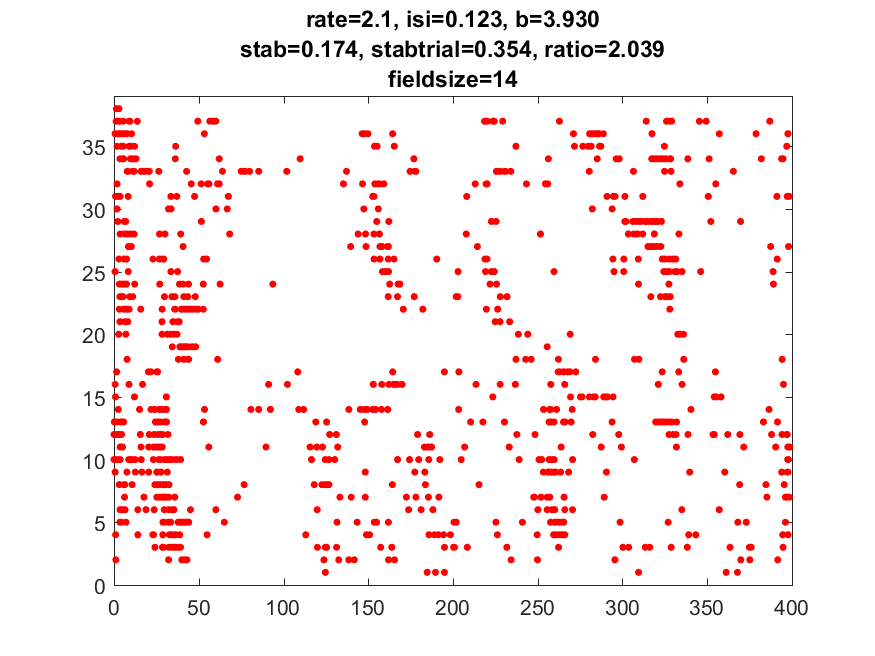 rate=2.1, isi=0.123, b=3.930
stab=0.174, stabtrial=0.354, ratio=2.039
fieldsize=14
35
30
25
20
15
10
5
0
0 50 100 150 200 250 300 350 400